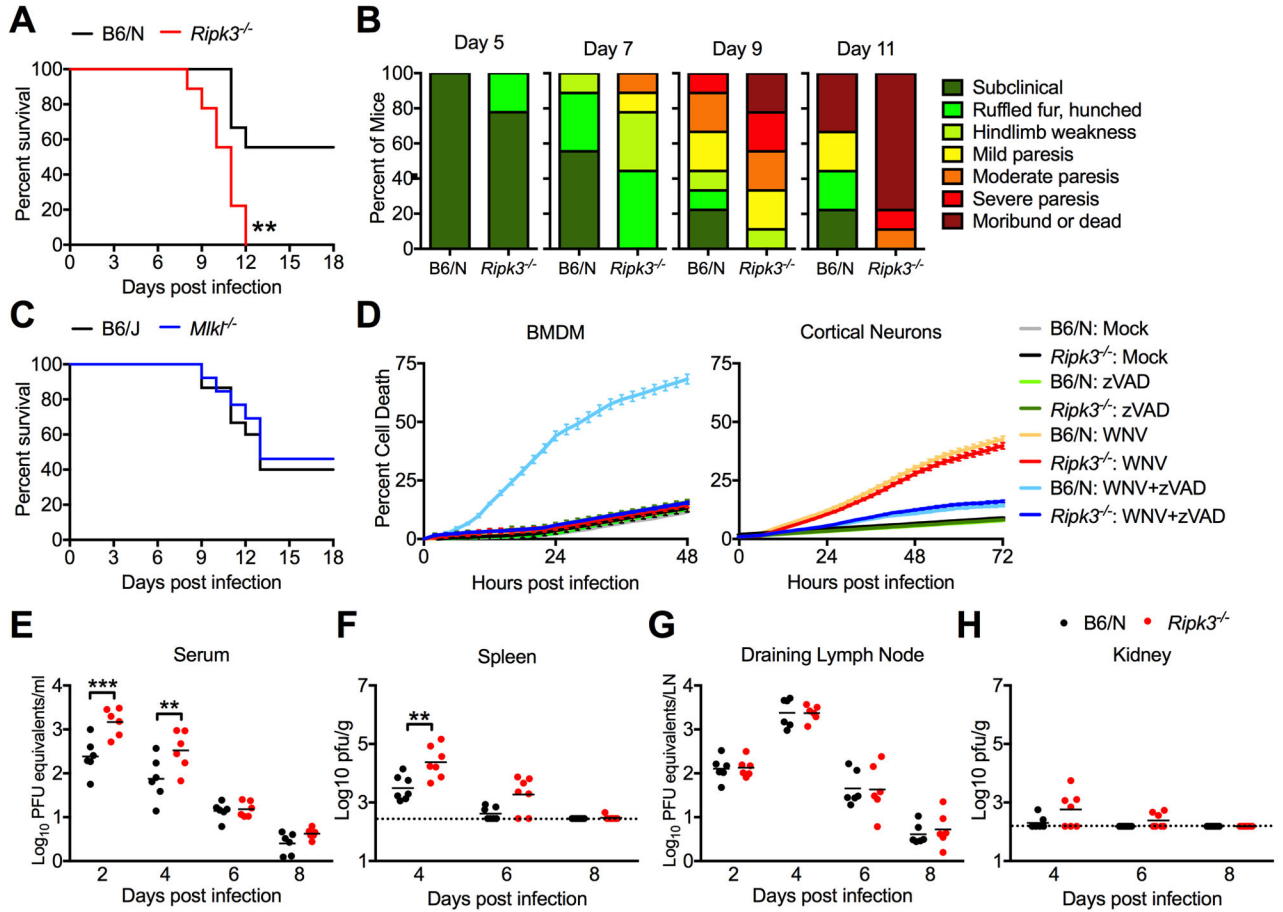 A
B6/N Ripk3-/-
Percent survival
100
80
60
40
20
0
**
0 3 6 9 12 15 18
Days post infection
B
Day 5 Day 7 Day 9 Day 11
Percent of Mice
100
80
60
40
20
0
B6/N Ripk3-/- B6/N Ripk3-/- B6/N Ripk3-/- B6/N Ripk3-/-
Subclinical
Ruffled fur, hunched
Hindlimb weakness
Mild paresis
Moderate paresis
Severe paresis
Moribund or dead
C
B6/J Mlkl-/-
Percent survival
100
80
60
40
20
0
0 3 6 9 12 15 18
Days post infection
D
BMDM
Percent Cell Death
75
50
25
0
0 24 48
Hours post infection
Cortical Neurons
75
50
25
0
0 24 48 72
Hours post infection
B6/N: Mock
Ripk3-/-: Mock
B6/N: zVAD
Ripk3-/-: zVAD
B6/N: WNV
Ripk3-/-: WNV
B6/N: WNV+zVAD
Ripk3-/-: WNV+zVAD
E
Serum
Log10 PFU equivalents/ml
4
3
2
1
0
*** **
2 4 6 8
Days post infection
F
Spleen
Log10 pfu/g
7
5
3
1
**
4 6 8
Days post infection
G
Draining Lymph Node
Log10 PFU equivalents/LN
4
3
2
1
0
2 4 6 8
Days post infection
H
B6/N Ripk3-/-
Kidney
Log10 pfu/g
7
5
3
1
4 6 8
Days post infection